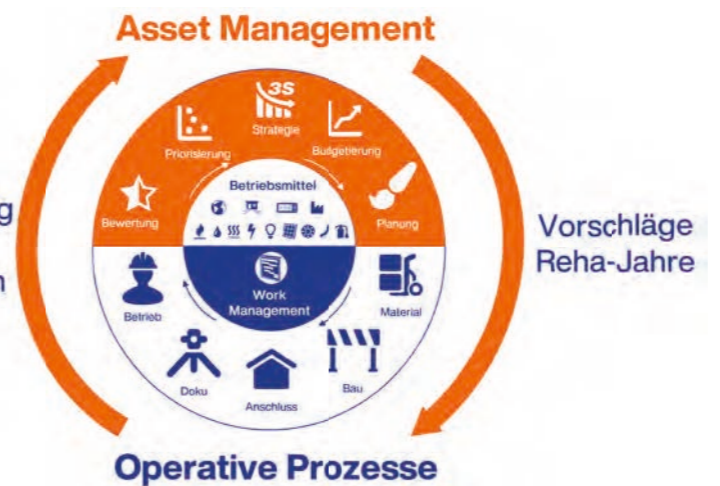 Asset Management
3S
Strategie
Priorisierung
Budgetierung
Bewertung
Betriebsmittel
Planung
g
n
Vorschläge
Reha-Jahre
Work
Management
Betrieb
Material
Doku
Anschluss
Bau
Operative Prozesse